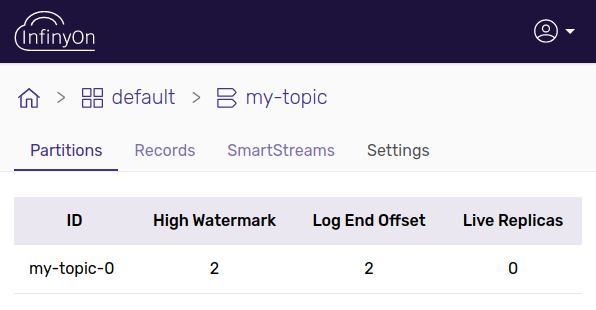 InfinyOn
> default > my-topic
Partitions Records SmartStreams Settings
ID High Watermark Log End Offset Live Replicas
my-topic-0 2 2 0